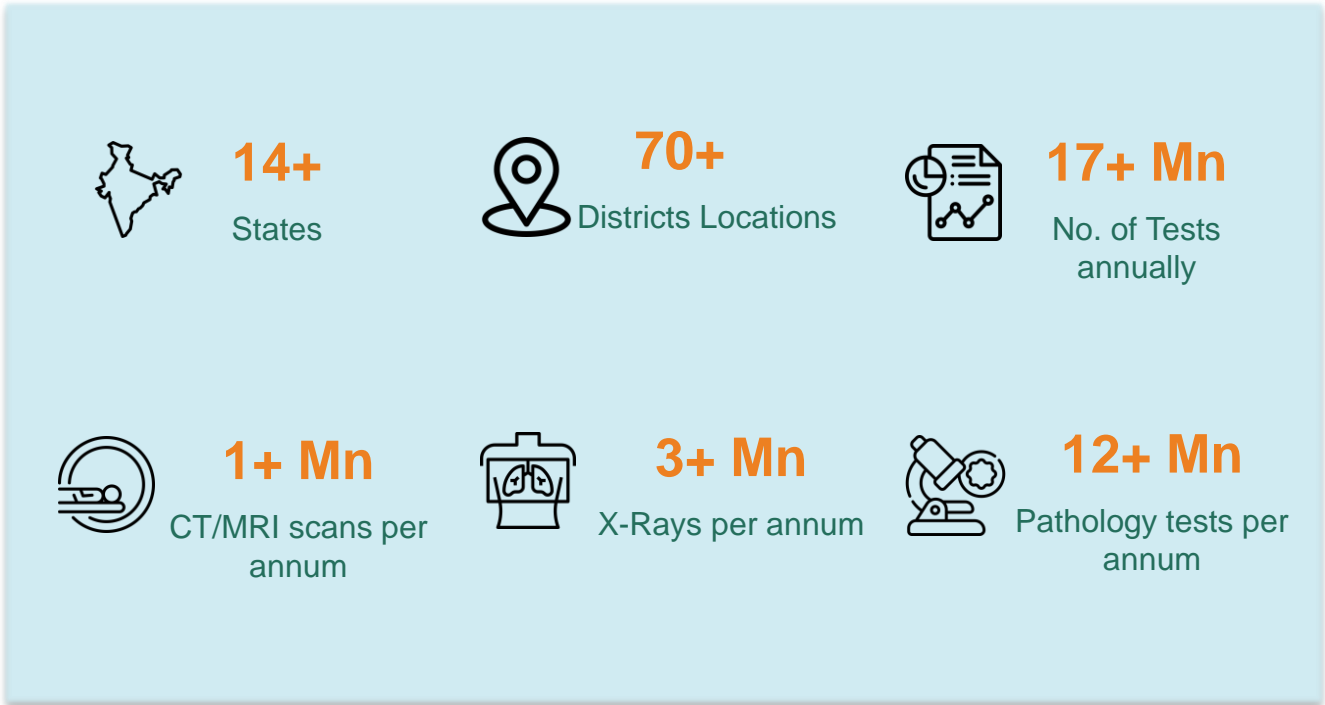 14+
States
70+
Districts Locations
17+ Mn
No. of Tests
annually
1+ Mn
CT/MRI scans per
annum
3+ Mn
X-Rays per annum
12+ Mn
Pathology tests per
annum